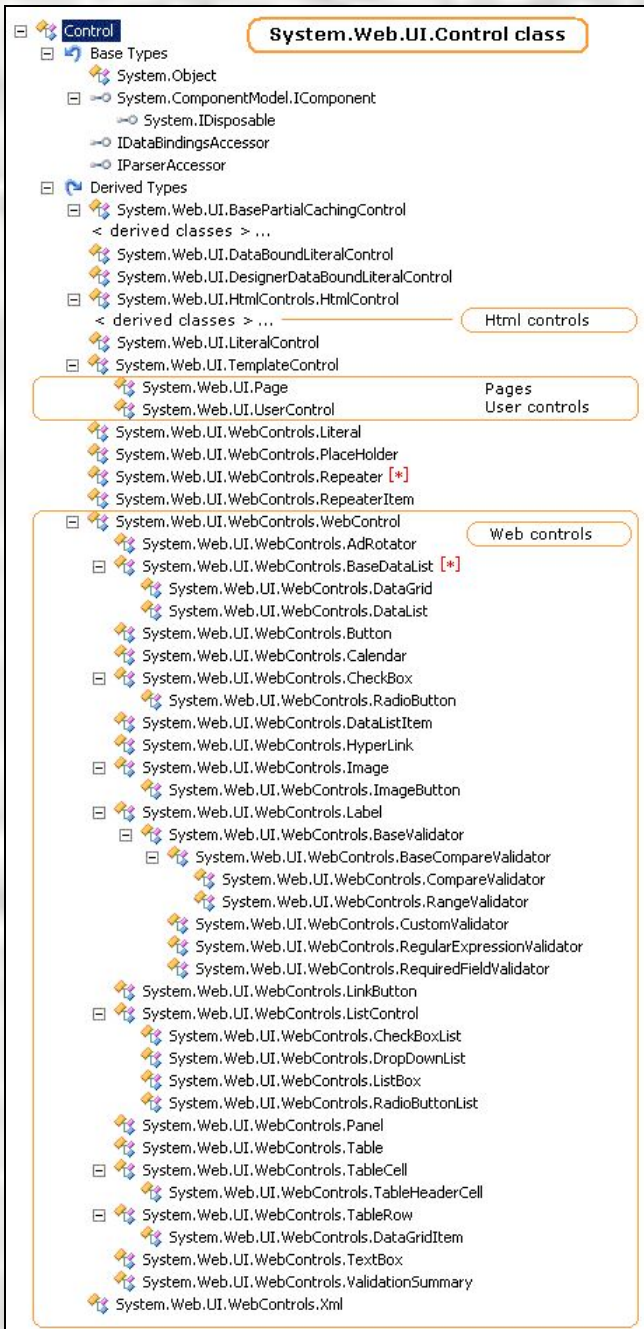 Control
System.Web.UI.Control class
Base Types
System.Object
System.ComponentModel.IComponent
System.IDisposable
IDataBindingsAccessor
IParserAccessor
Derived Types
System.Web.UI.BasePartialCachingControl
< derived classes > ...
System.Web.UI.DataBoundLiteralControl
System.Web.UI.DesignerDataBoundLiteralControl
System.Web.UI.HtmlControls.HtmlControl
< derived classes > ... Html controls
System.Web.UI.LiteralControl
System.Web.UI.TemplateControl
System.Web.UI.Page Pages
System.Web.UI.UserControl User controls
System.Web.UI.WebControls.Literal
System.Web.UI.WebControls.PlaceHolder
System.Web.UI.WebControls.Repeater [*]
System.Web.UI.WebControls.RepeaterItem
System.Web.UI.WebControls.WebControl
Web controls
System.Web.UI.WebControls.AdRotator
System.Web.UI.WebControls.BaseDataList [*]
System.Web.UI.WebControls.DataGrid
System.Web.UI.WebControls.DataList
System.Web.UI.WebControls.Button
System.Web.UI.WebControls.Calendar
System.Web.UI.WebControls.CheckBox
System.Web.UI.WebControls.RadioButton
System.Web.UI.WebControls.DataListItem
System.Web.UI.WebControls.HyperLink
System.Web.UI.WebControls.Image
System.Web.UI.WebControls.ImageButton
System.Web.UI.WebControls.Label
System.Web.UI.WebControls.BaseValidator
System.Web.UI.WebControls.BaseCompareValidator
System.Web.UI.WebControls.CompareValidator
System.Web.UI.WebControls.RangeValidator
System.Web.UI.WebControls.CustomValidator
System.Web.UI.WebControls.RegularExpressionValidator
System.Web.UI.WebControls.RequiredFieldValidator
System.Web.UI.WebControls.LinkButton
System.Web.UI.WebControls.ListControl
System.Web.UI.WebControls.CheckBoxList
System.Web.UI.WebControls.DropDownList
System.Web.UI.WebControls.ListBox
System.Web.UI.WebControls.RadioButtonList
System.Web.UI.WebControls.Panel
System.Web.UI.WebControls.Table
System.Web.UI.WebControls.TableCell
System.Web.UI.WebControls.TableHeaderCell
System.Web.UI.WebControls.TableRow
System.Web.UI.WebControls.DataGridItem
System.Web.UI.WebControls.TextBox
System.Web.UI.WebControls.ValidationSummary
System.Web.UI.WebControls.Xml